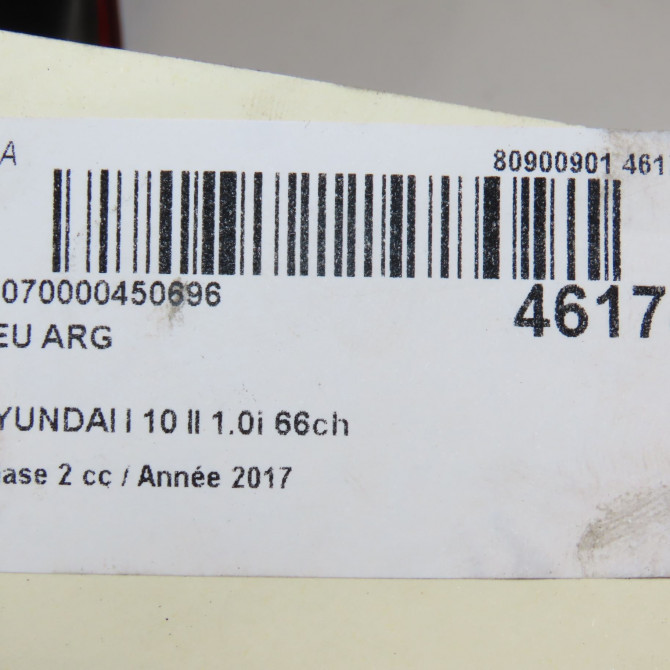 A
80900901 461
070000450696
4617
EU ARG
YUNDAI I 10 II 1.0i 66ch
ase 2 cc / Année 2017